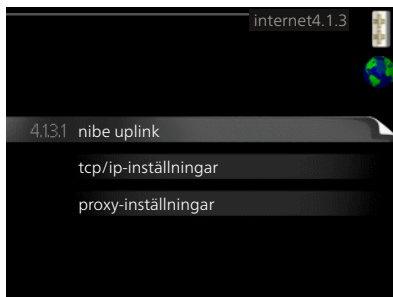 internet4.1.3
4.1.3.1 nibe uplink
tcp/ip-inställningar
proxy-inställningar